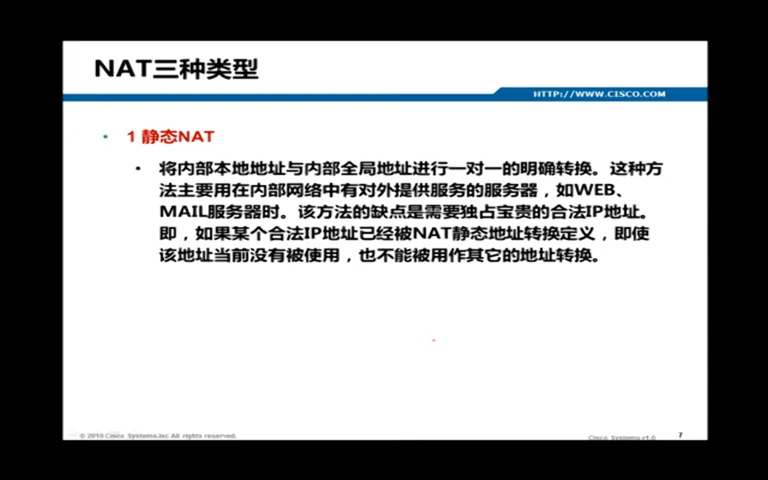 NAT三种类型
HTTP://WWW.CISCO.COM
• 1 静态NAT
• 将内部本地地址与内部全局地址进行一对一的明确转换。这种方
法主要用在内部网络中有对外提供服务的服务器，如WEB、
MAIL服务器时。该方法的缺点是需要独占宝贵的合法IP地址。
即，如果某个合法IP地址已经被NAT静态地址转换定义，即使
该地址当前没有被使用，也不能被用作其它的地址转换。
© 2010 Cisco Systems,Inc All rights reserved.
Cisco Systems v1.0
7